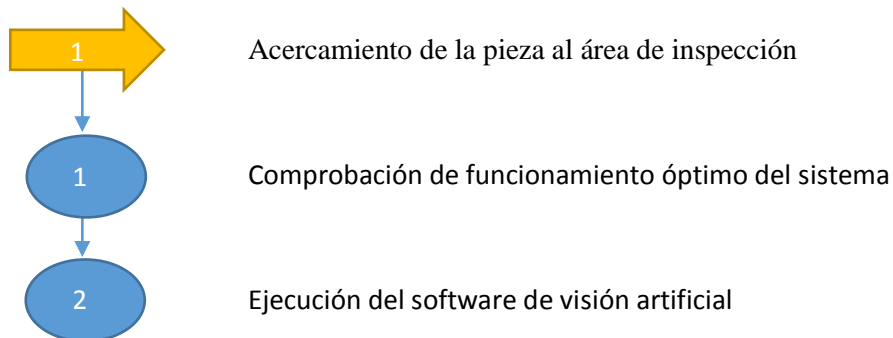 1 Acercamiento de la pieza al área de inspección
1 Comprobación de funcionamiento óptimo del sistema
2 Ejecución del software de visión artificial